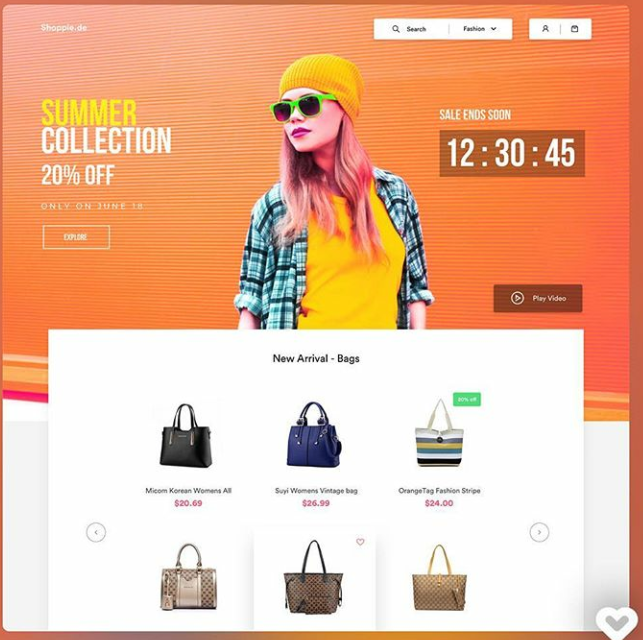 Shoppie.de
Search
Fashion
SUMMER
COLLECTION
20% OFF
ONLY ON JUNE 16
EXPLORE
SALE ENDS SOON
12 : 30 : 45
Play Video
New Arrival - Bags
20% off
Micom Korean Womens All
$20.69
Suyi Womens Vintage bag
$26.99
OrangeTag Fashion Stripe
$24.00